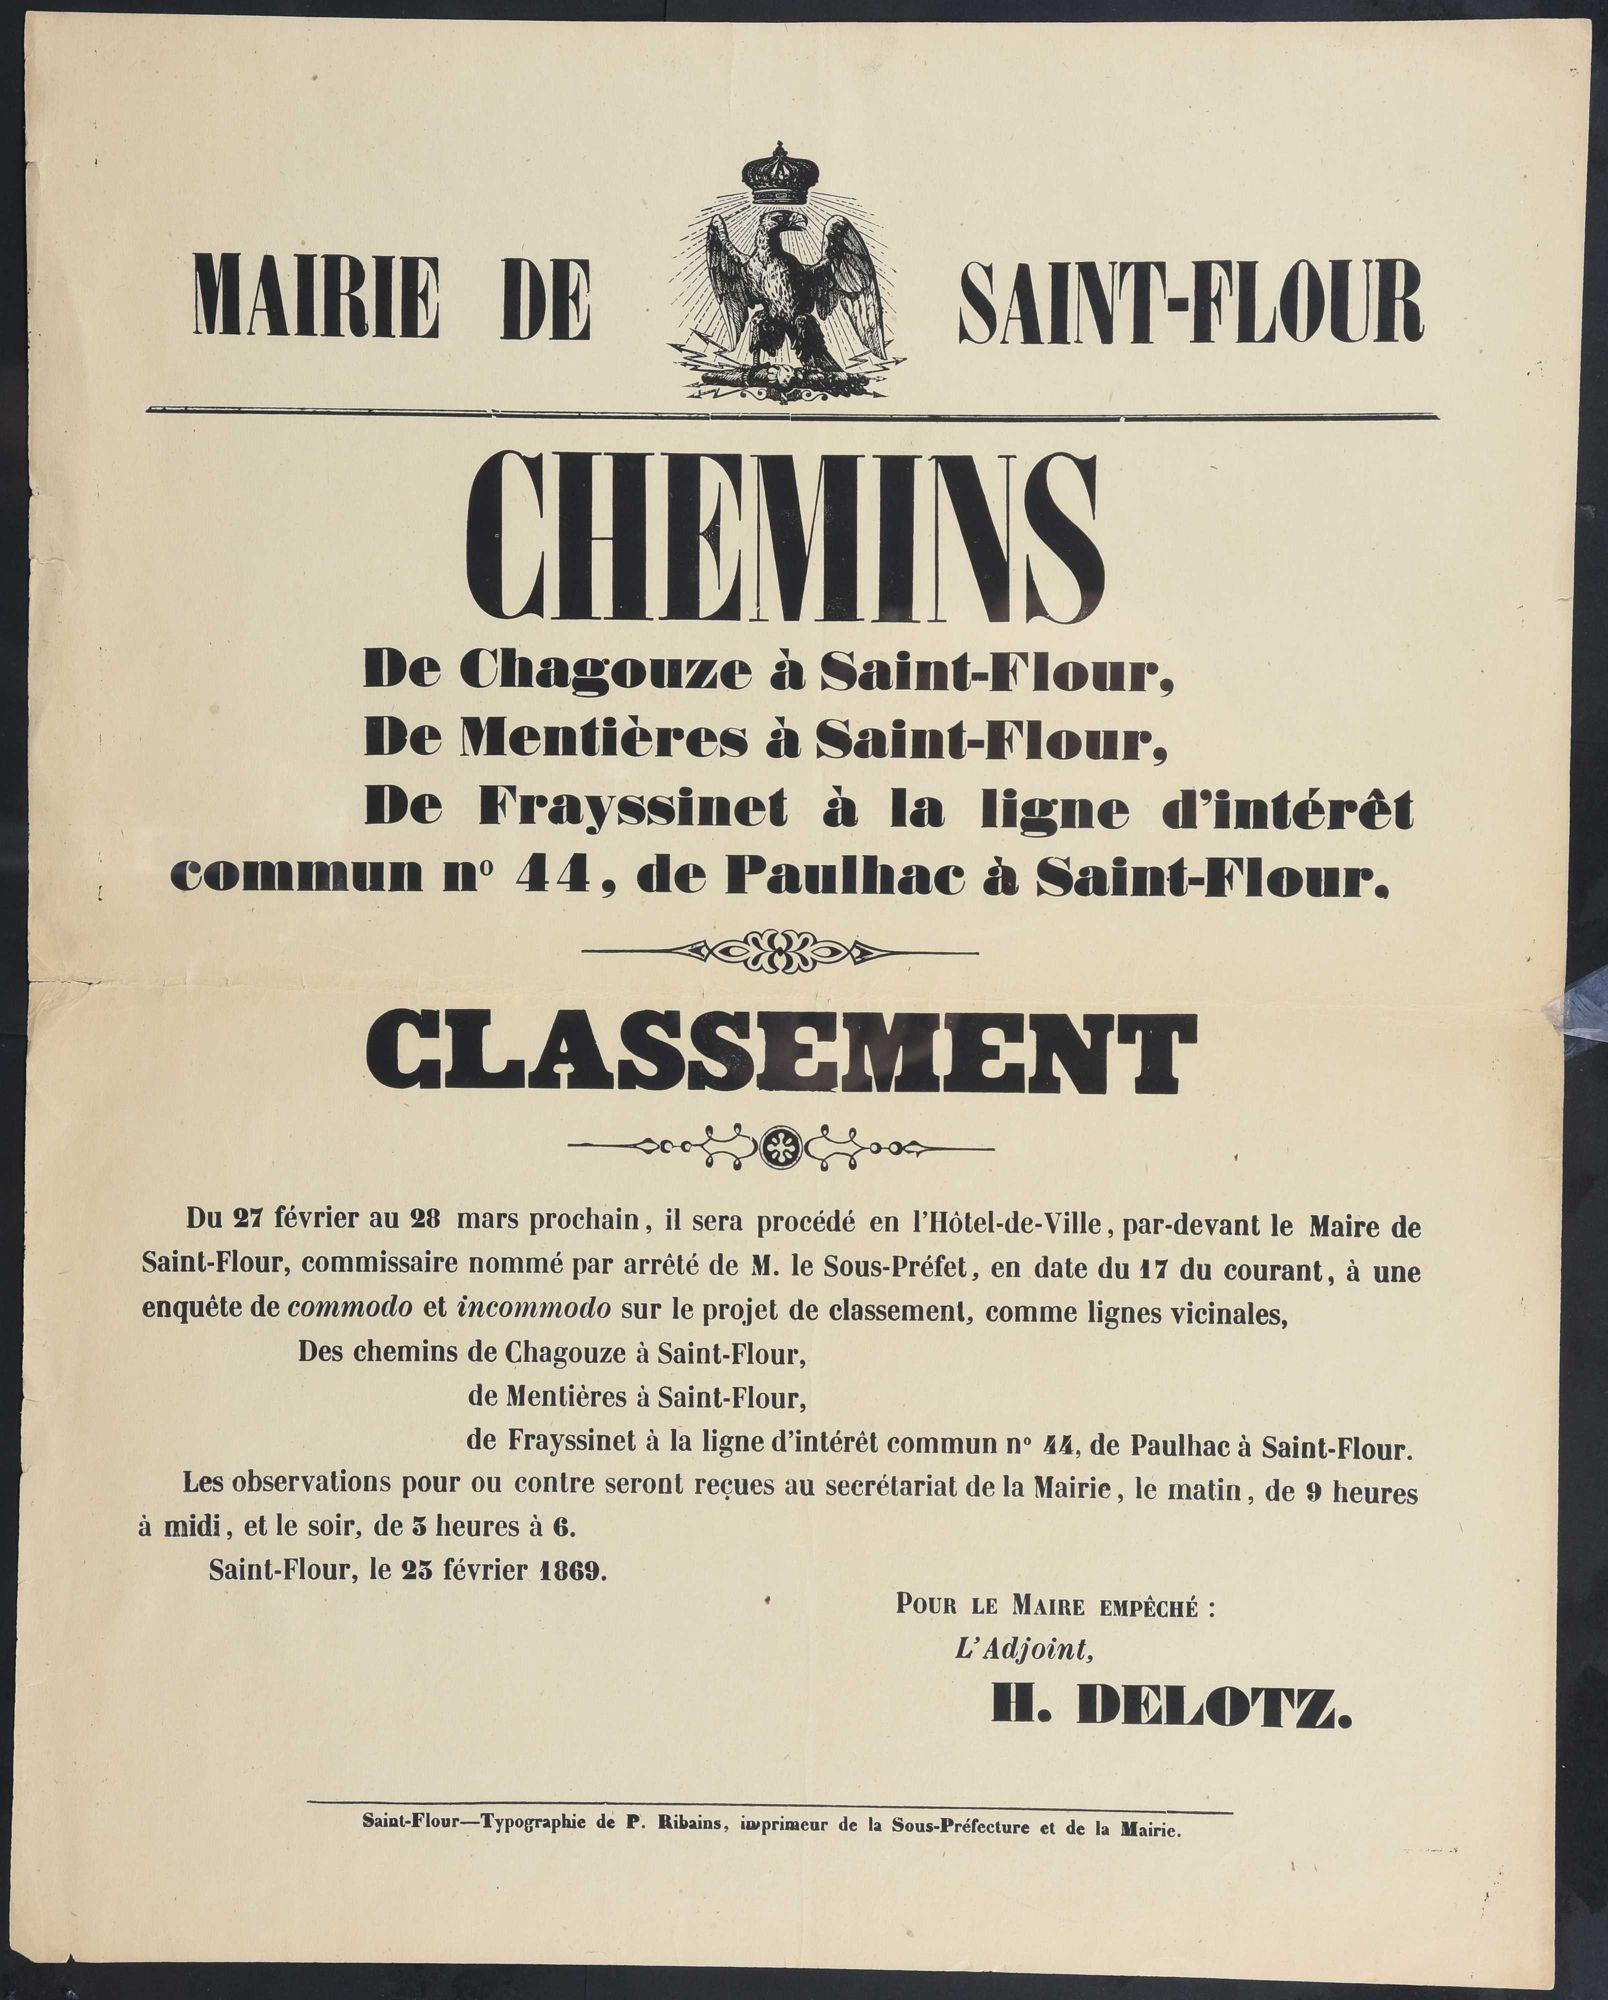 MAIRIE DE SAINT-FLOUR
CHEMINS
De Chagouze à Saint-Flour,
De Mentières à Saint-Flour,
De Frayssinet à la ligne d'intérêt
commun nº 44, de Paulhac à Saint-Flour.
CLASSEMENT
Du 27 février au 28 mars prochain, il sera procédé en l'Hôtel-de-Ville, par-devant le Maire de
Saint-Flour, commissaire nommé par arrêté de M. le Sous-Préfet, en date du 17 du courant, à une
enquête de commodo et incommodo sur le projet de classement, comme lignes vicinales,
Des chemins de Chagouze à Saint-Flour,
de Mentières à Saint-Flour,
de Frayssinet à la ligne d'intérêt commun nº 44, de Paulhac à Saint-Flour.
Les observations pour ou contre seront reçues au secrétariat de la Mairie, le matin, de 9 heures
à midi, et le soir, de 3 heures à 6.
Saint-Flour, le 23 février 1869.
POUR LE MAIRE EMPÊCHÉ :
L'Adjoint,
H. DELOTZ.
Saint-Flour—Typographie de P. Ribains, imprimeur de la Sous-Préfecture et de la Mairie.